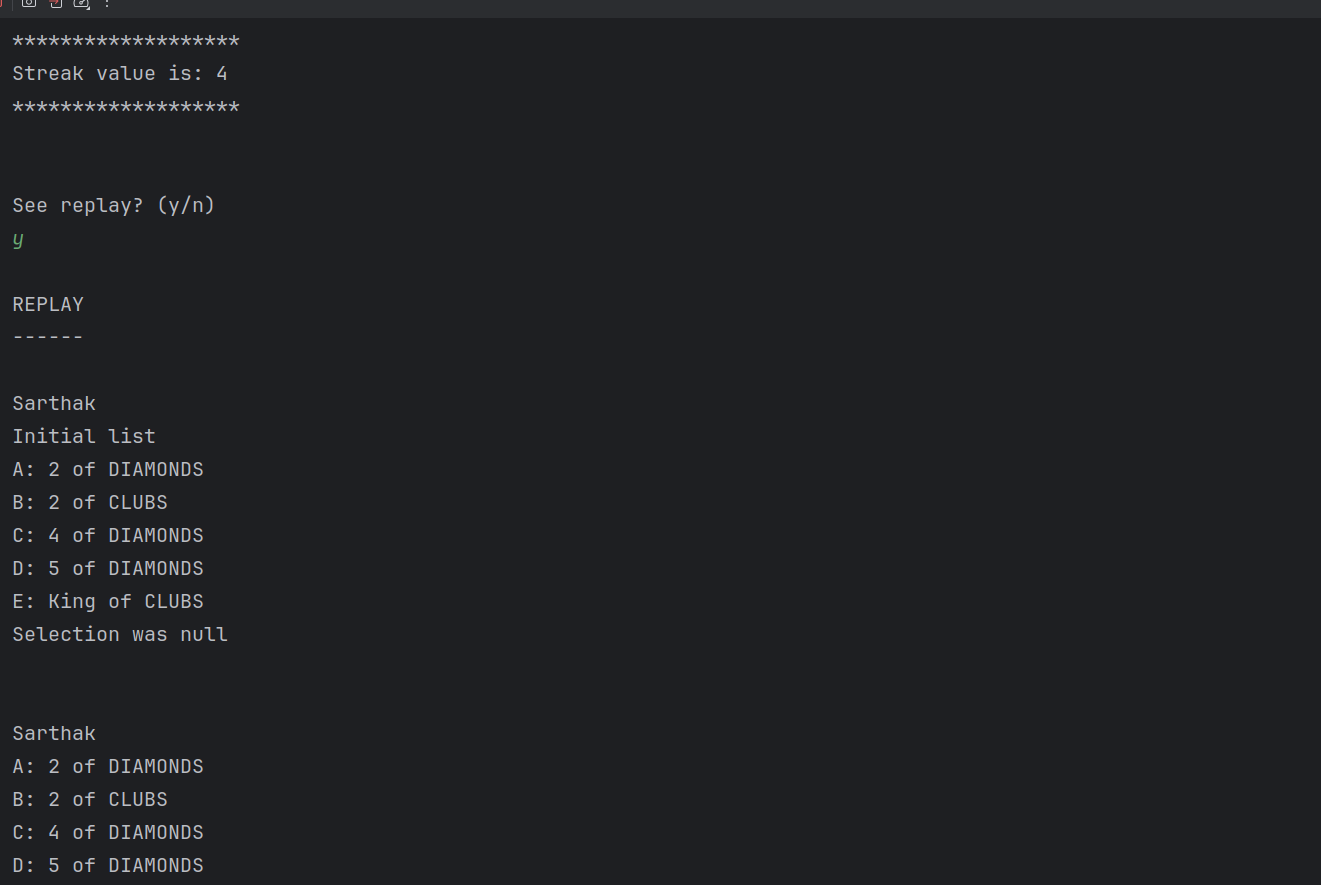 *******************
Streak value is: 4
*******************
See replay? (y/n)
y
REPLAY
------
Sarthak
Initial list
A: 2 of DIAMONDS
B: 2 of CLUBS
C: 4 of DIAMONDS
D: 5 of DIAMONDS
E: King of CLUBS
Selection was null
Sarthak
A: 2 of DIAMONDS
B: 2 of CLUBS
C: 4 of DIAMONDS
D: 5 of DIAMONDS